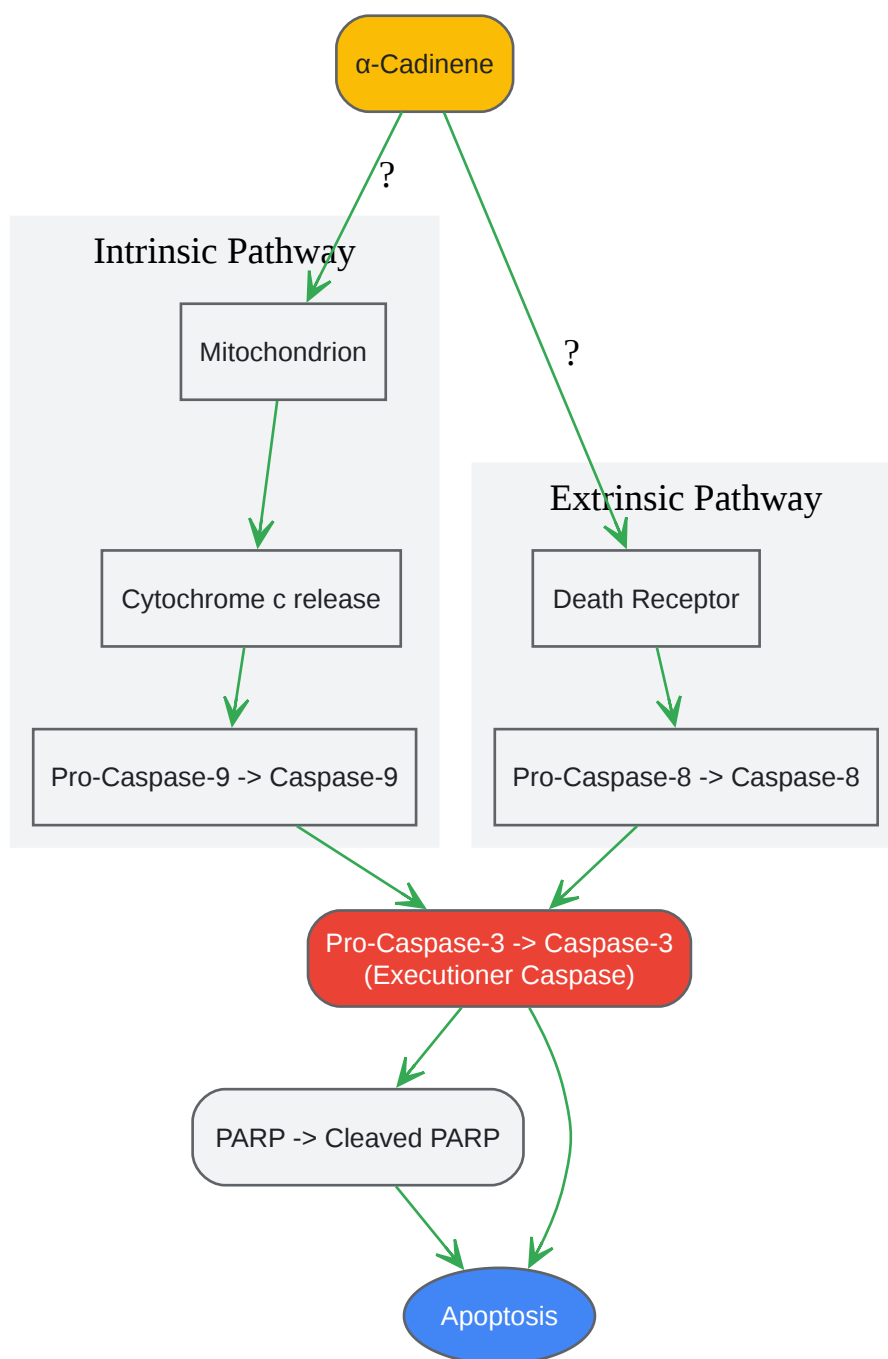 α-Cadinene
?
Intrinsic Pathway
Mitochondrion
?
Extrinsic Pathway
Cytochrome c release
Death Receptor
Pro-Caspase-9 -> Caspase-9
Pro-Caspase-8 -> Caspase-8
Pro-Caspase-3 -> Caspase-3
(Executioner Caspase)
PARP -> Cleaved PARP
Apoptosis